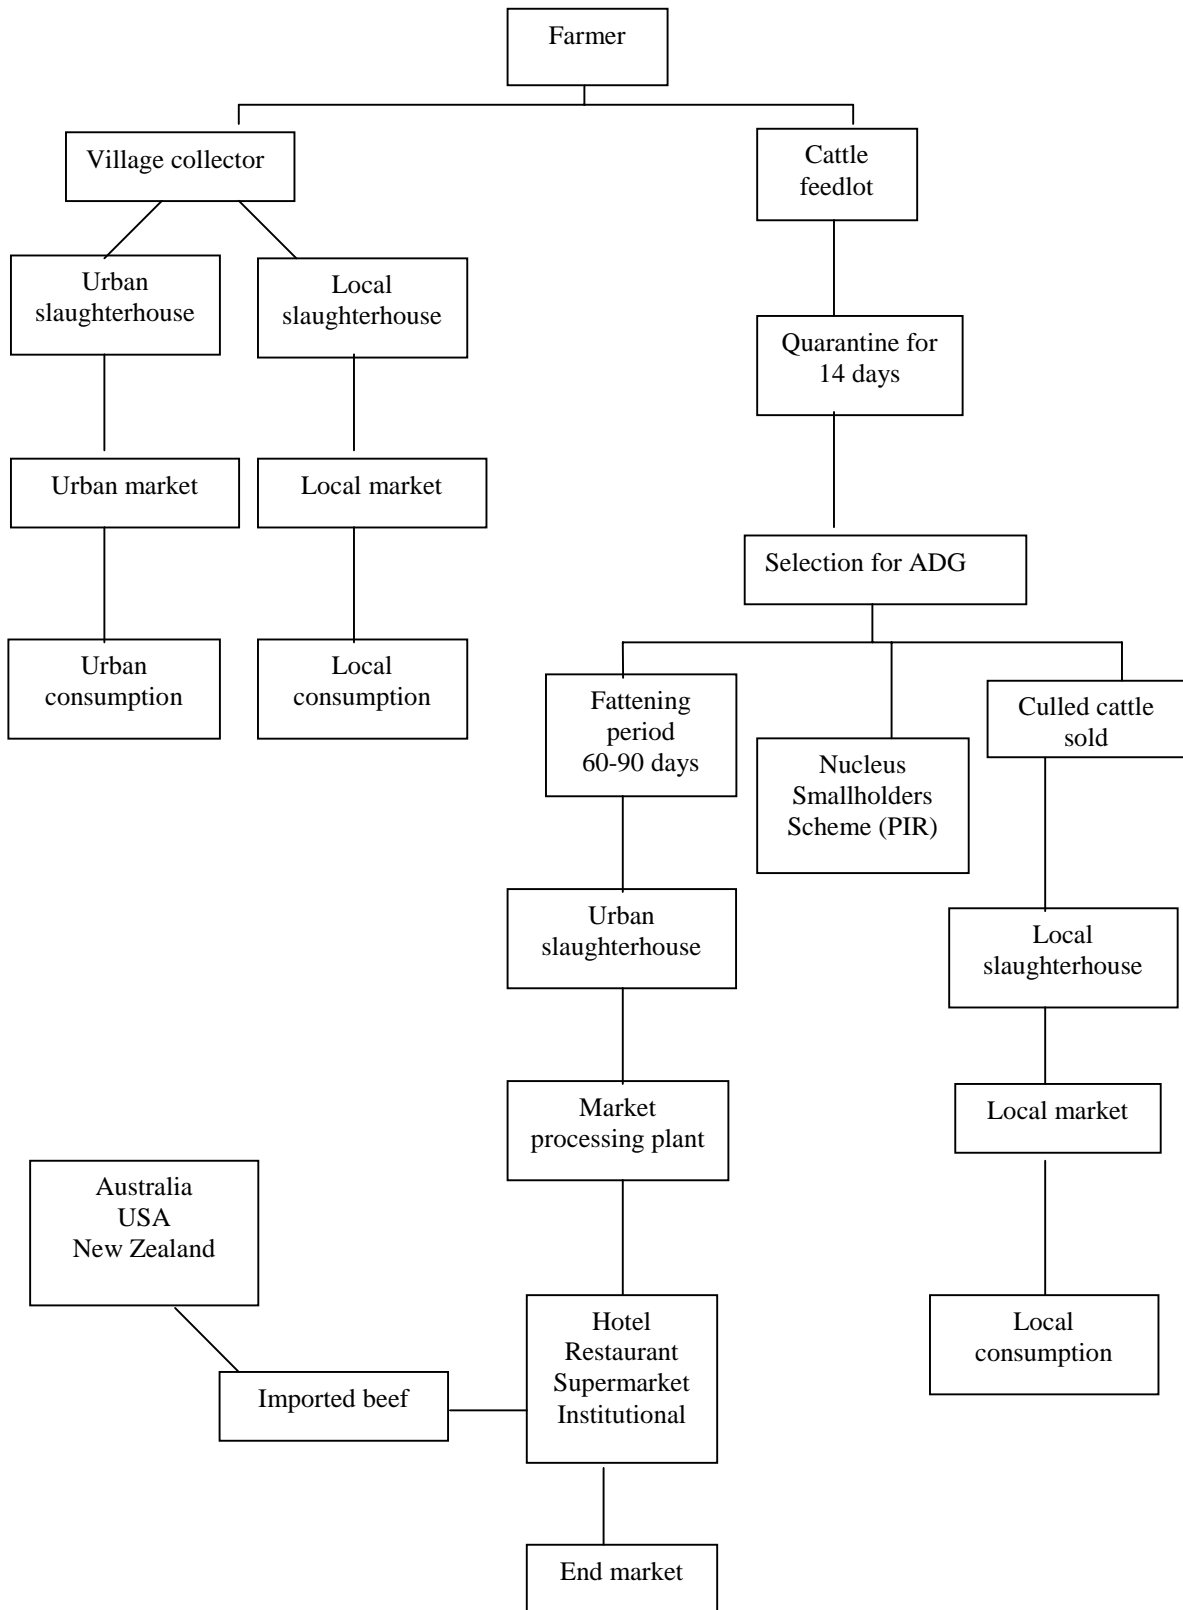 Farmer
Village collector
Cattle
feedlot
Urban
slaughterhouse
Local
slaughterhouse
Quarantine for
14 days
Urban market
Local market
Selection for ADG
Urban
consumption
Local
consumption
Fattening
period
60-90 days
Nucleus
Smallholders
Scheme (PIR)
Culled cattle
sold
Urban
slaughterhouse
Local
slaughterhouse
Market
processing plant
Local market
Australia
USA
New Zealand
Hotel
Restaurant
Supermarket
Institutional
Local
consumption
Imported beef
End market